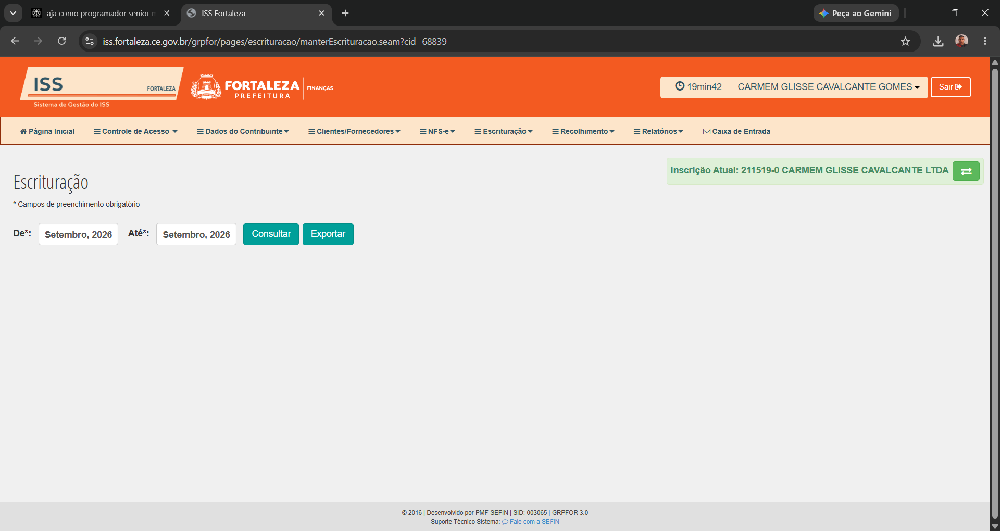 aja como programador senior
ISS Fortaleza
Peça ao Gemini
iss.fortaleza.ce.gov.br/grpfor/pages/escrituracao/manterEscrituracao.seam?cid=68839
ISS
FORTALEZA
Sistema de Gestão do ISS
FORTALEZA
PREFEITURA
FINANÇAS
19min42
CARMEM GLISSE CAVALCANTE GOMES
Sair
Página Inicial
Controle de Acesso
Dados do Contribuinte
Clientes/Fornecedores
NFS-e
Escrituração
Recolhimento
Relatórios
Caixa de Entrada
Inscrição Atual: 211519-0 CARMEM GLISSE CAVALCANTE LTDA
Escrituração
* Campos de preenchimento obrigatório
De*:
Setembro, 2026
Até*:
Setembro, 2026
Consultar
Exportar
© 2016 | Desenvolvido por PMF-SEFIN | SID: 003065 | GRPFOR 3.0
Suporte Técnico Sistema: Fale com a SEFIN